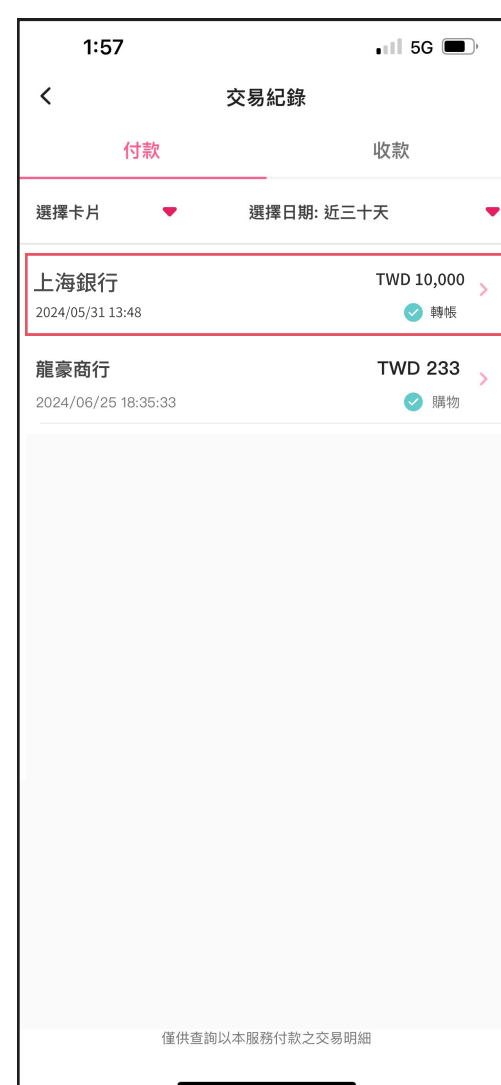 1:57 5G
交易紀錄
付款 收款
選擇卡片 選擇日期: 近三十天
上海銀行 TWD 10,000
2024/05/31 13:48 轉帳
龍豪商行 TWD 233
2024/06/25 18:35:33 購物
僅供查詢以本服務付款之交易明細